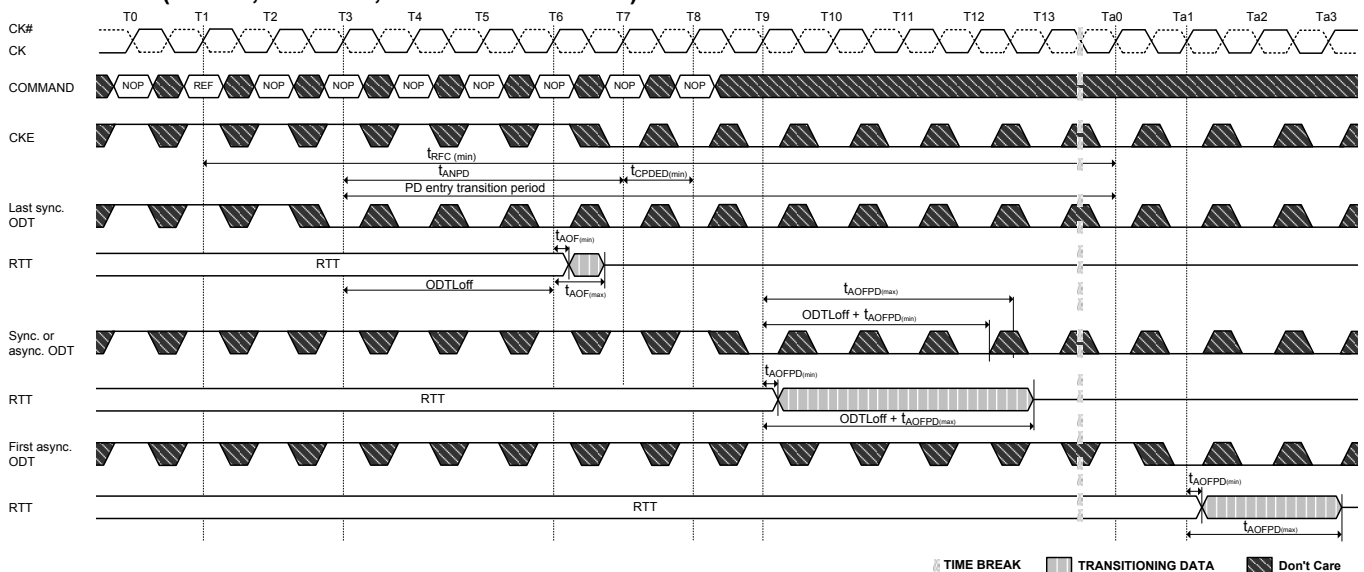 T0 T1 T2 T3 T4 T5 T6 T7 T8 T9 T10 T11 T12 T13 Ta0 Ta1 Ta2 Ta3
CK#
CK
COMMAND NOP REF NOP NOP NOP NOP NOP NOP NOP
CKE
tRFC (min)
tANPD tCPDED(min)
PD entry transition period
Last sync.
ODT
tAOF(min)
RTT RTT
ODTLoff tAOF(max)
tAOFPD(max)
ODTLoff + tAOFPD(min)
Sync. or
async. ODT
tAOFPD(min)
RTT RTT
ODTLoff + tAOFPD(max)
First async.
ODT
tAOFPD(min)
RTT RTT
tAOFPD(max)
TIME BREAK TRANSITIONING DATA Don't Care